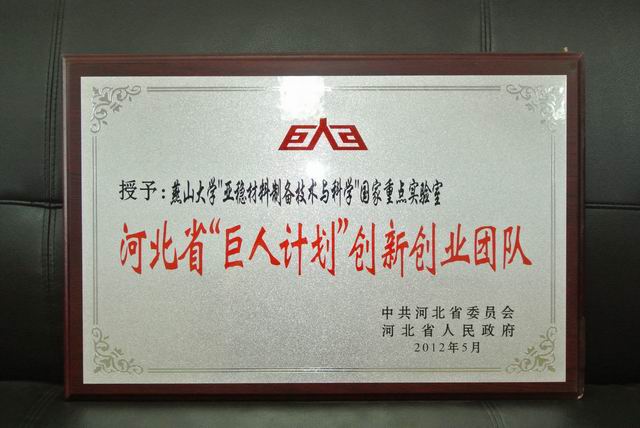 授予：燕山大学"亚稳材料制备技术与科学"国家重点实验室
河北省"巨人计划"创新创业团队
中共河北省委员会
河北省人民政府
2012年5月